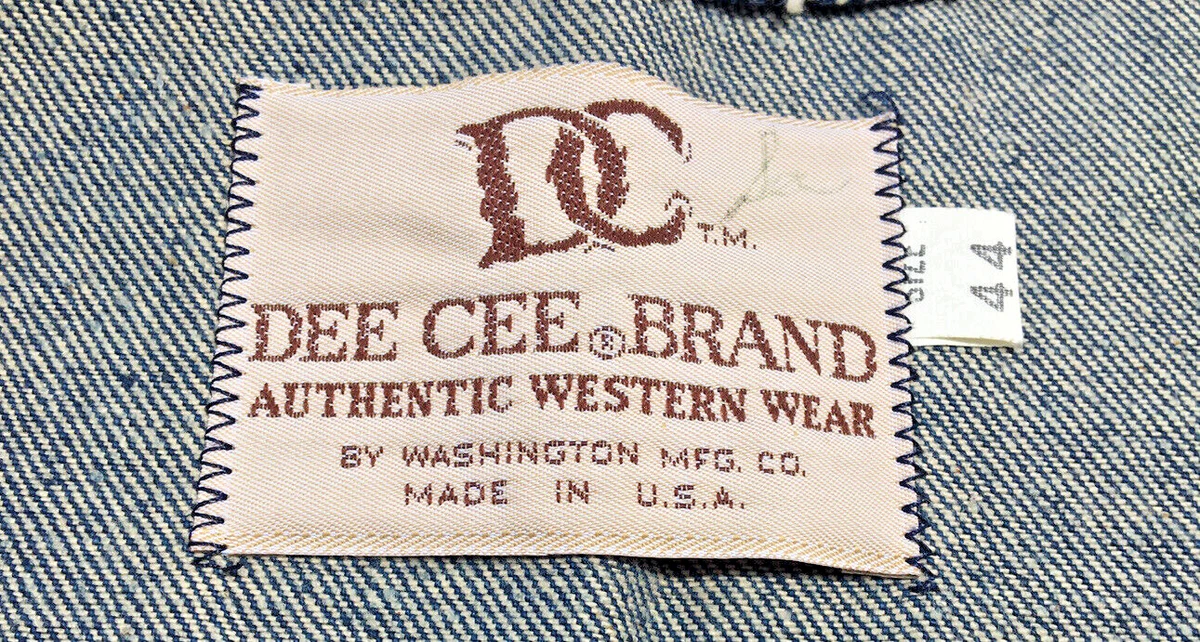 DC T.M.
DEE CEE ® BRAND
AUTHENTIC WESTERN WEAR
BY WASHINGTON MFG. CO.
MADE IN U.S.A.
SIZE
44